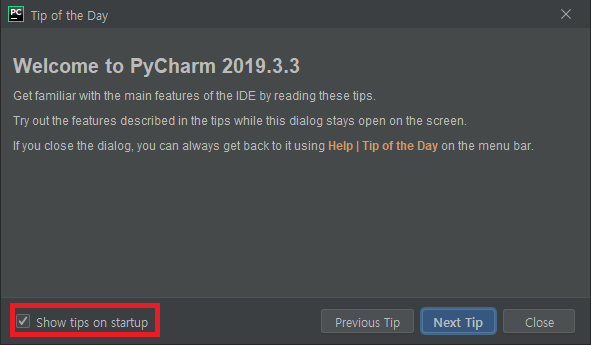 PC
Tip of the Day
Welcome to PyCharm 2019.3.3
Get familiar with the main features of the IDE by reading these tips.
Try out the features described in the tips while this dialog stays open on the screen.
If you close the dialog, you can always get back to it using Help | Tip of the Day on the menu bar.
Show tips on startup
Previous Tip
Next Tip
Close